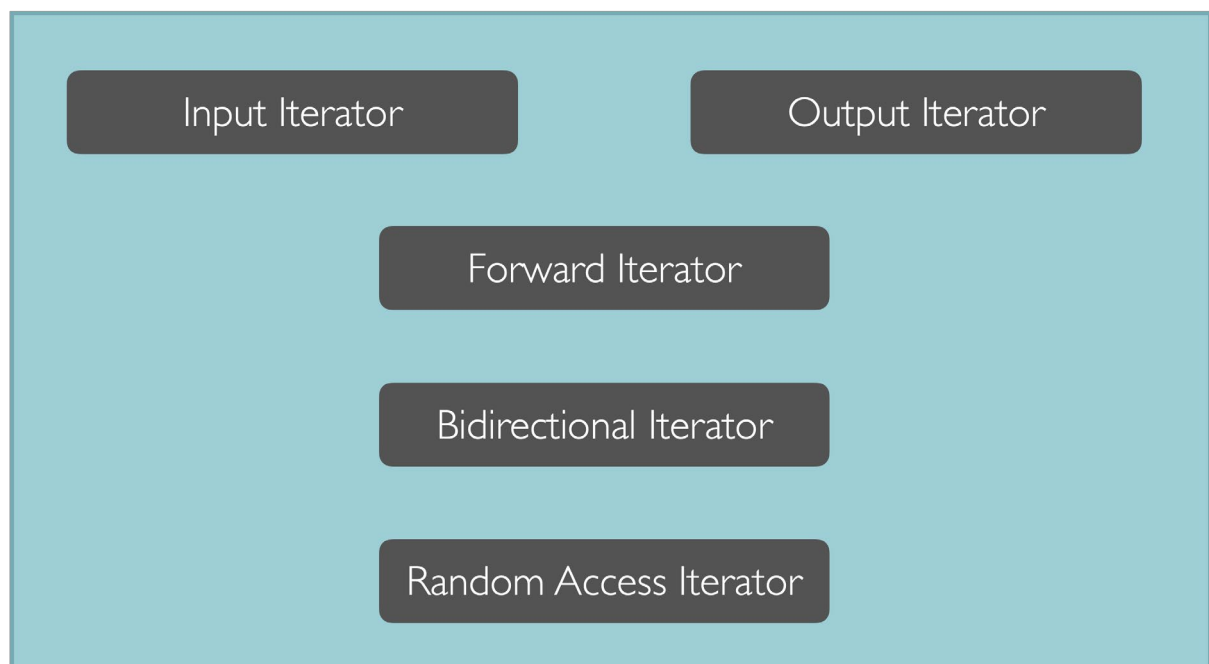 Input Iterator
Output Iterator
Forward Iterator
Bidirectional Iterator
Random Access Iterator